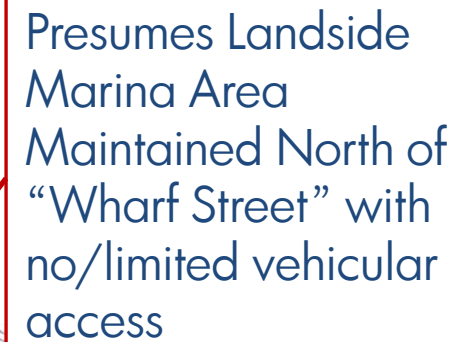 Presumes Landside
Marina Area
Maintained North of
“Wharf Street” with
no/limited vehicular
access